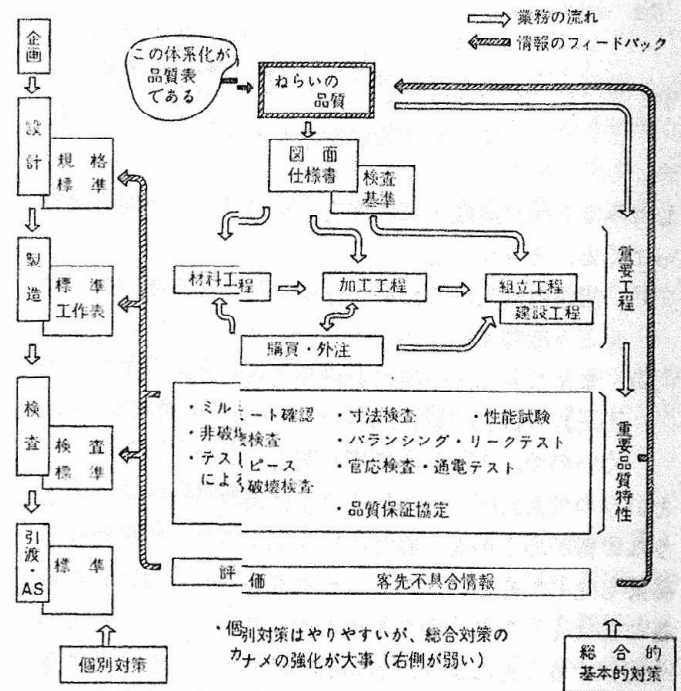 業務の流れ
情報のフィードバック
企画
この体系化が
品質表
である
ねらいの
品質
設計
規格
標準
図面
仕様書
検査
基準
製造
標準
工作表
材料工程
加工工程
組立工程
建設工程
購買・外注
重要工程
検査
検査
標準
・ミルシート確認
・非破壊検査
・テストピース
による破壊検査
・寸法検査
・性能試験
・バランシング・リークテスト
・官応検査・通電テスト
・品質保証協定
重要品質特性
引渡・AS
標準
評価
客先不具合情報
個別対策
・個別対策はやりやすいが、総合対策の
カナメの強化が大事（右側が弱い）
総合的
基本的対策